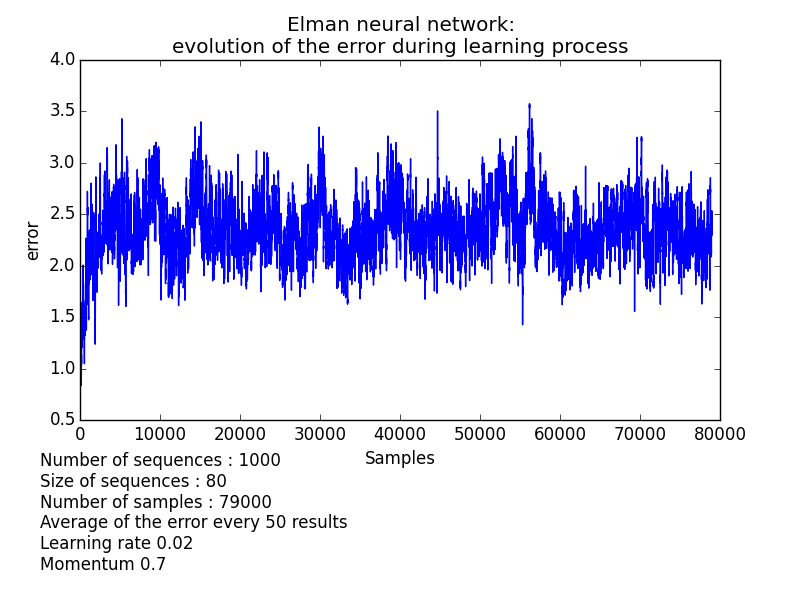 Elman neural network:
evolution of the error during learning process
4.0
3.5
3.0
2.5
2.0
1.5
1.0
0.5
error
0 10000 20000 30000 40000 50000 60000 70000 80000
Samples
Number of sequences : 1000
Size of sequences : 80
Number of samples : 79000
Average of the error every 50 results
Learning rate 0.02
Momentum 0.7